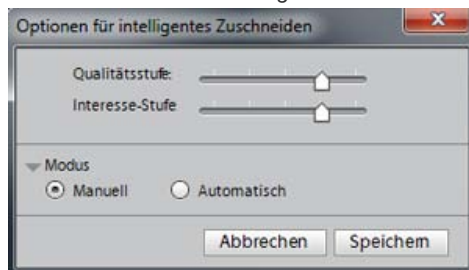 Optionen für intelligentes Zuschneiden
Qualitätsstufe:
Interesse-Stufe
Modus
Manuell Automatisch
Abbrechen Speichern